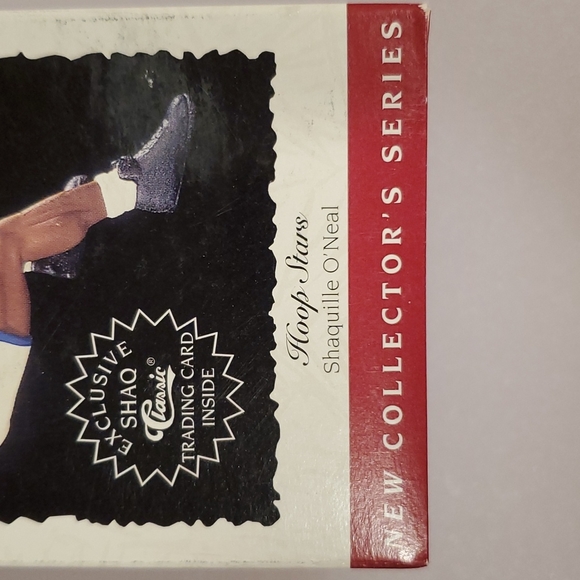 EXCLUSIVE
SHAQ
Classic®
TRADING CARD
INSIDE
Hoop Stars
Shaquille O'Neal
NEW COLLECTOR'S SERIES